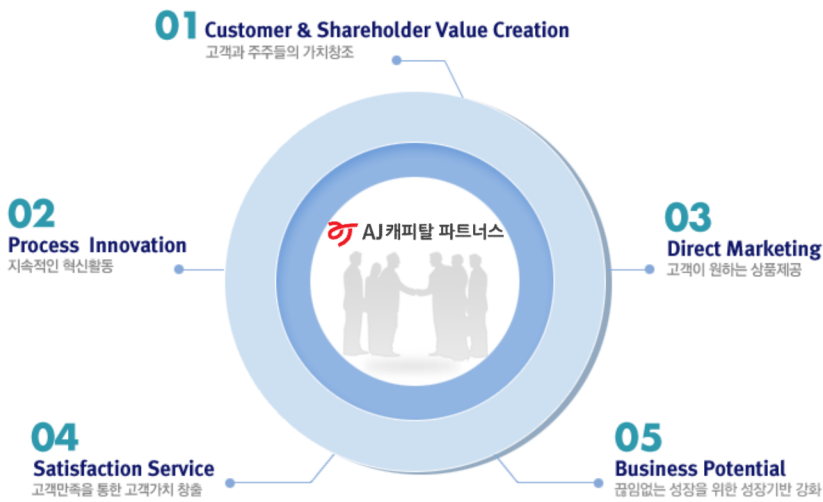 01 Customer & Shareholder Value Creation
고객과 주주들의 가치창조
AJ캐피탈 파트너스
02
Process Innovation
지속적인 혁신활동
03
Direct Marketing
고객이 원하는 상품제공
04
Satisfaction Service
고객만족을 통한 고객가치 창출
05
Business Potential
끊임없는 성장을 위한 성장기반 강화